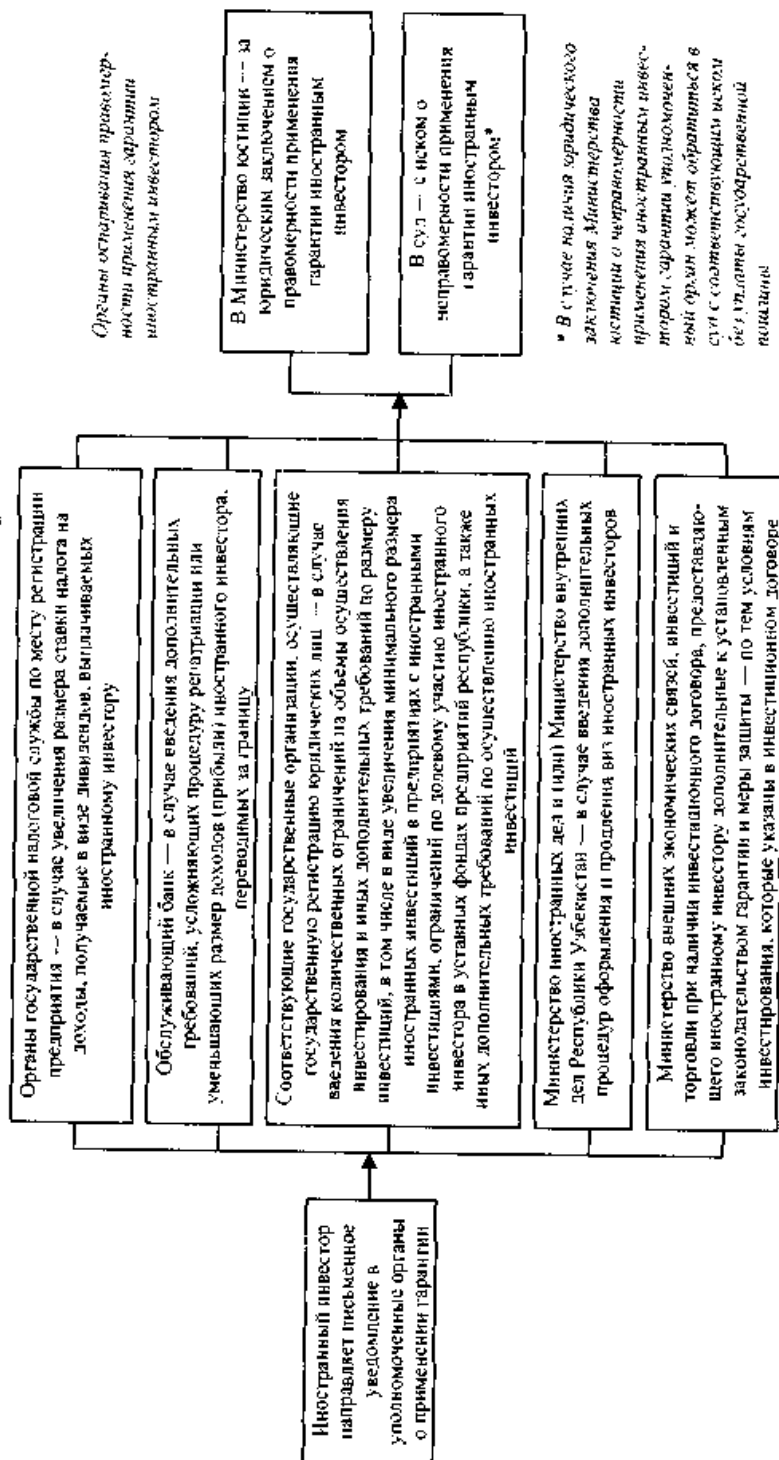 Иностранный инвестор
направляет письменное
уведомление в
уполномоченные органы
о применении гарантии
Органы государственной налоговой службы по месту регистрации
предприятия — в случае увеличения размера ставки налога на
доходы, получаемые в виде дивидендов, выплачиваемых
иностранному инвестору
Обслуживающий банк — в случае введения дополнительных
требований, усложняющих процедуру репатриации или
уменьшающих размер доходов (прибыли) иностранного инвестора,
переводимых за границу
Соответствующие государственные организации, осуществляющие
государственную регистрацию юридических лиц — в случае
введения количественных ограничений на объемы осуществления
инвестирования и иных дополнительных требований по размеру
инвестиций, в том числе в виде увеличения минимального размера
иностранных инвестиций в предприятиях с иностранными
инвестициями, ограничений по долевому участию иностранного
инвестора в уставных фондах предприятий республики, а также
иных дополнительных требований по осуществлению иностранных
инвестиций
Министерство иностранных дел и (или) Министерство внутренних
дел Республики Узбекистан — в случае введения дополнительных
процедур оформления и продления виз иностранных инвесторов
Министерство внешних экономических связей, инвестиций и
торговли при наличии инвестиционного договора, предоставляю-
щего иностранному инвестору дополнительные к установленным
законодательством гарантии и меры защиты — по тем условиям
инвестирования, которые указаны в инвестиционном договоре
Органы оспаривания правомер-
ности применения гарантии
иностранным инвестором
В Министерство юстиции — за
юридическим заключением о
правомерности применения
гарантии иностранным
инвестором
В суд — с иском о
неправомерности применения
гарантии иностранным
инвестором*
* В случае наличия юридического
заключения Министерства
юстиции о неправомерности
применения иностранным инвес-
тором гарантии уполномочен-
ный орган может обратиться в
суд с соответствующим иском
без уплаты государственной
пошлины